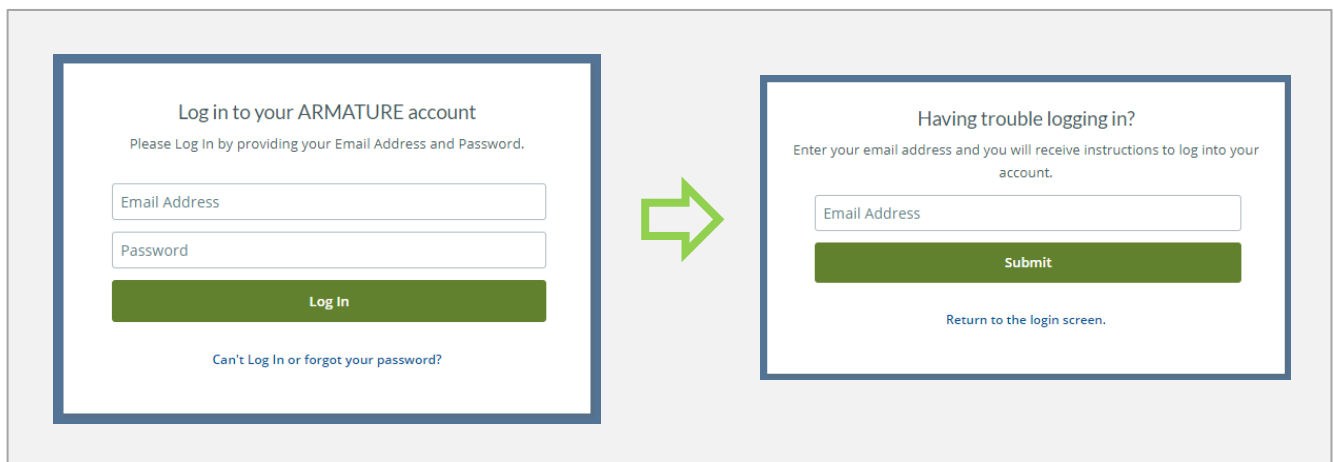 Log in to your ARMATURE account
Please Log In by providing your Email Address and Password.
Email Address
Password
Log In
Can't Log In or forgot your password?
Having trouble logging in?
Enter your email address and you will receive instructions to log into your
account.
Email Address
Submit
Return to the login screen.